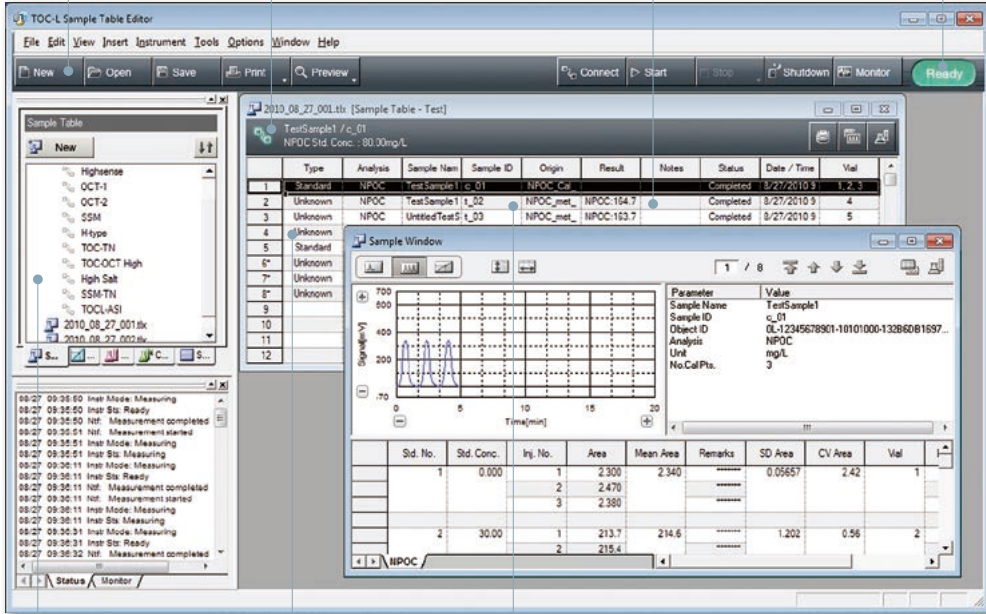 TOC-L Sample Table Editor
File Edit View Insert Instrument Tools Options Window Help
New Open Save Print Preview Connect Start Stop Shutdown Monitor Ready
Sample Table
New
Highsense
OCT-1
OCT-2
SSM
H-type
TOC-TN
TOC-OCT High
High Salt
SSM-TN
TOCL-ASI
2010_08_27_001.tlx
2010_08_27_002.tlx
S... ... ... C... S...
08/27 09:35:50 Instr Mode: Measuring
08/27 09:35:50 Instr Sts: Ready
08/27 09:35:50 Ntf: Measurement completed
08/27 09:35:51 Ntf: Measurement started
08/27 09:35:51 Instr Mode: Measuring
08/27 09:35:51 Instr Sts: Measuring
08/27 09:36:11 Instr Mode: Measuring
08/27 09:36:11 Instr Sts: Ready
08/27 09:36:11 Ntf: Measurement completed
08/27 09:36:11 Ntf: Measurement started
08/27 09:36:11 Instr Mode: Measuring
08/27 09:36:11 Instr Sts: Measuring
08/27 09:36:31 Instr Mode: Measuring
08/27 09:36:31 Instr Sts: Ready
08/27 09:36:32 Ntf: Measurement completed
Status Monitor
2010_08_27_001.tlx [Sample Table - Test]
TestSample1 / c_01
NPOC Std. Conc. : 80.00mg/L
Type Analysis Sample Nam Sample ID Origin Result Notes Status Date / Time Vial
1 Standard NPOC TestSample1 c_01 NPOC_Cal_ Completed 8/27/2010 9 1, 2, 3
2 Unknown NPOC TestSample1 t_02 NPOC_met_ NPOC:164.7 Completed 8/27/2010 9 4
3 Unknown NPOC UntitledTestS t_03 NPOC_met_ NPOC:163.7 Completed 8/27/2010 9 5
4 Unknown
5 Standard
6* Unknown
7* Unknown
8* Unknown
9
10
11
12
Sample Window
1 / 8
700
600
400
200
-70
Signal[mV]
0 5 10 15 20
Time[min]
Parameter Value
Sample Name TestSample1
Sample ID c_01
Object ID 0L-12345678901-10101000-132B6DB1697...
Analysis NPOC
Unit mg/L
No.CalPts. 3
Std. No. Std. Conc. Inj. No. Area Mean Area Remarks SD Area CV Area Vial
1 0.000 1 2.300 2.340 ******* 0.05657 2.42 1
2 2.470 *******
3 2.380 *******
2 30.00 1 213.7 214.6 ******* 1.202 0.56 2
2 215.4 *******
NPOC